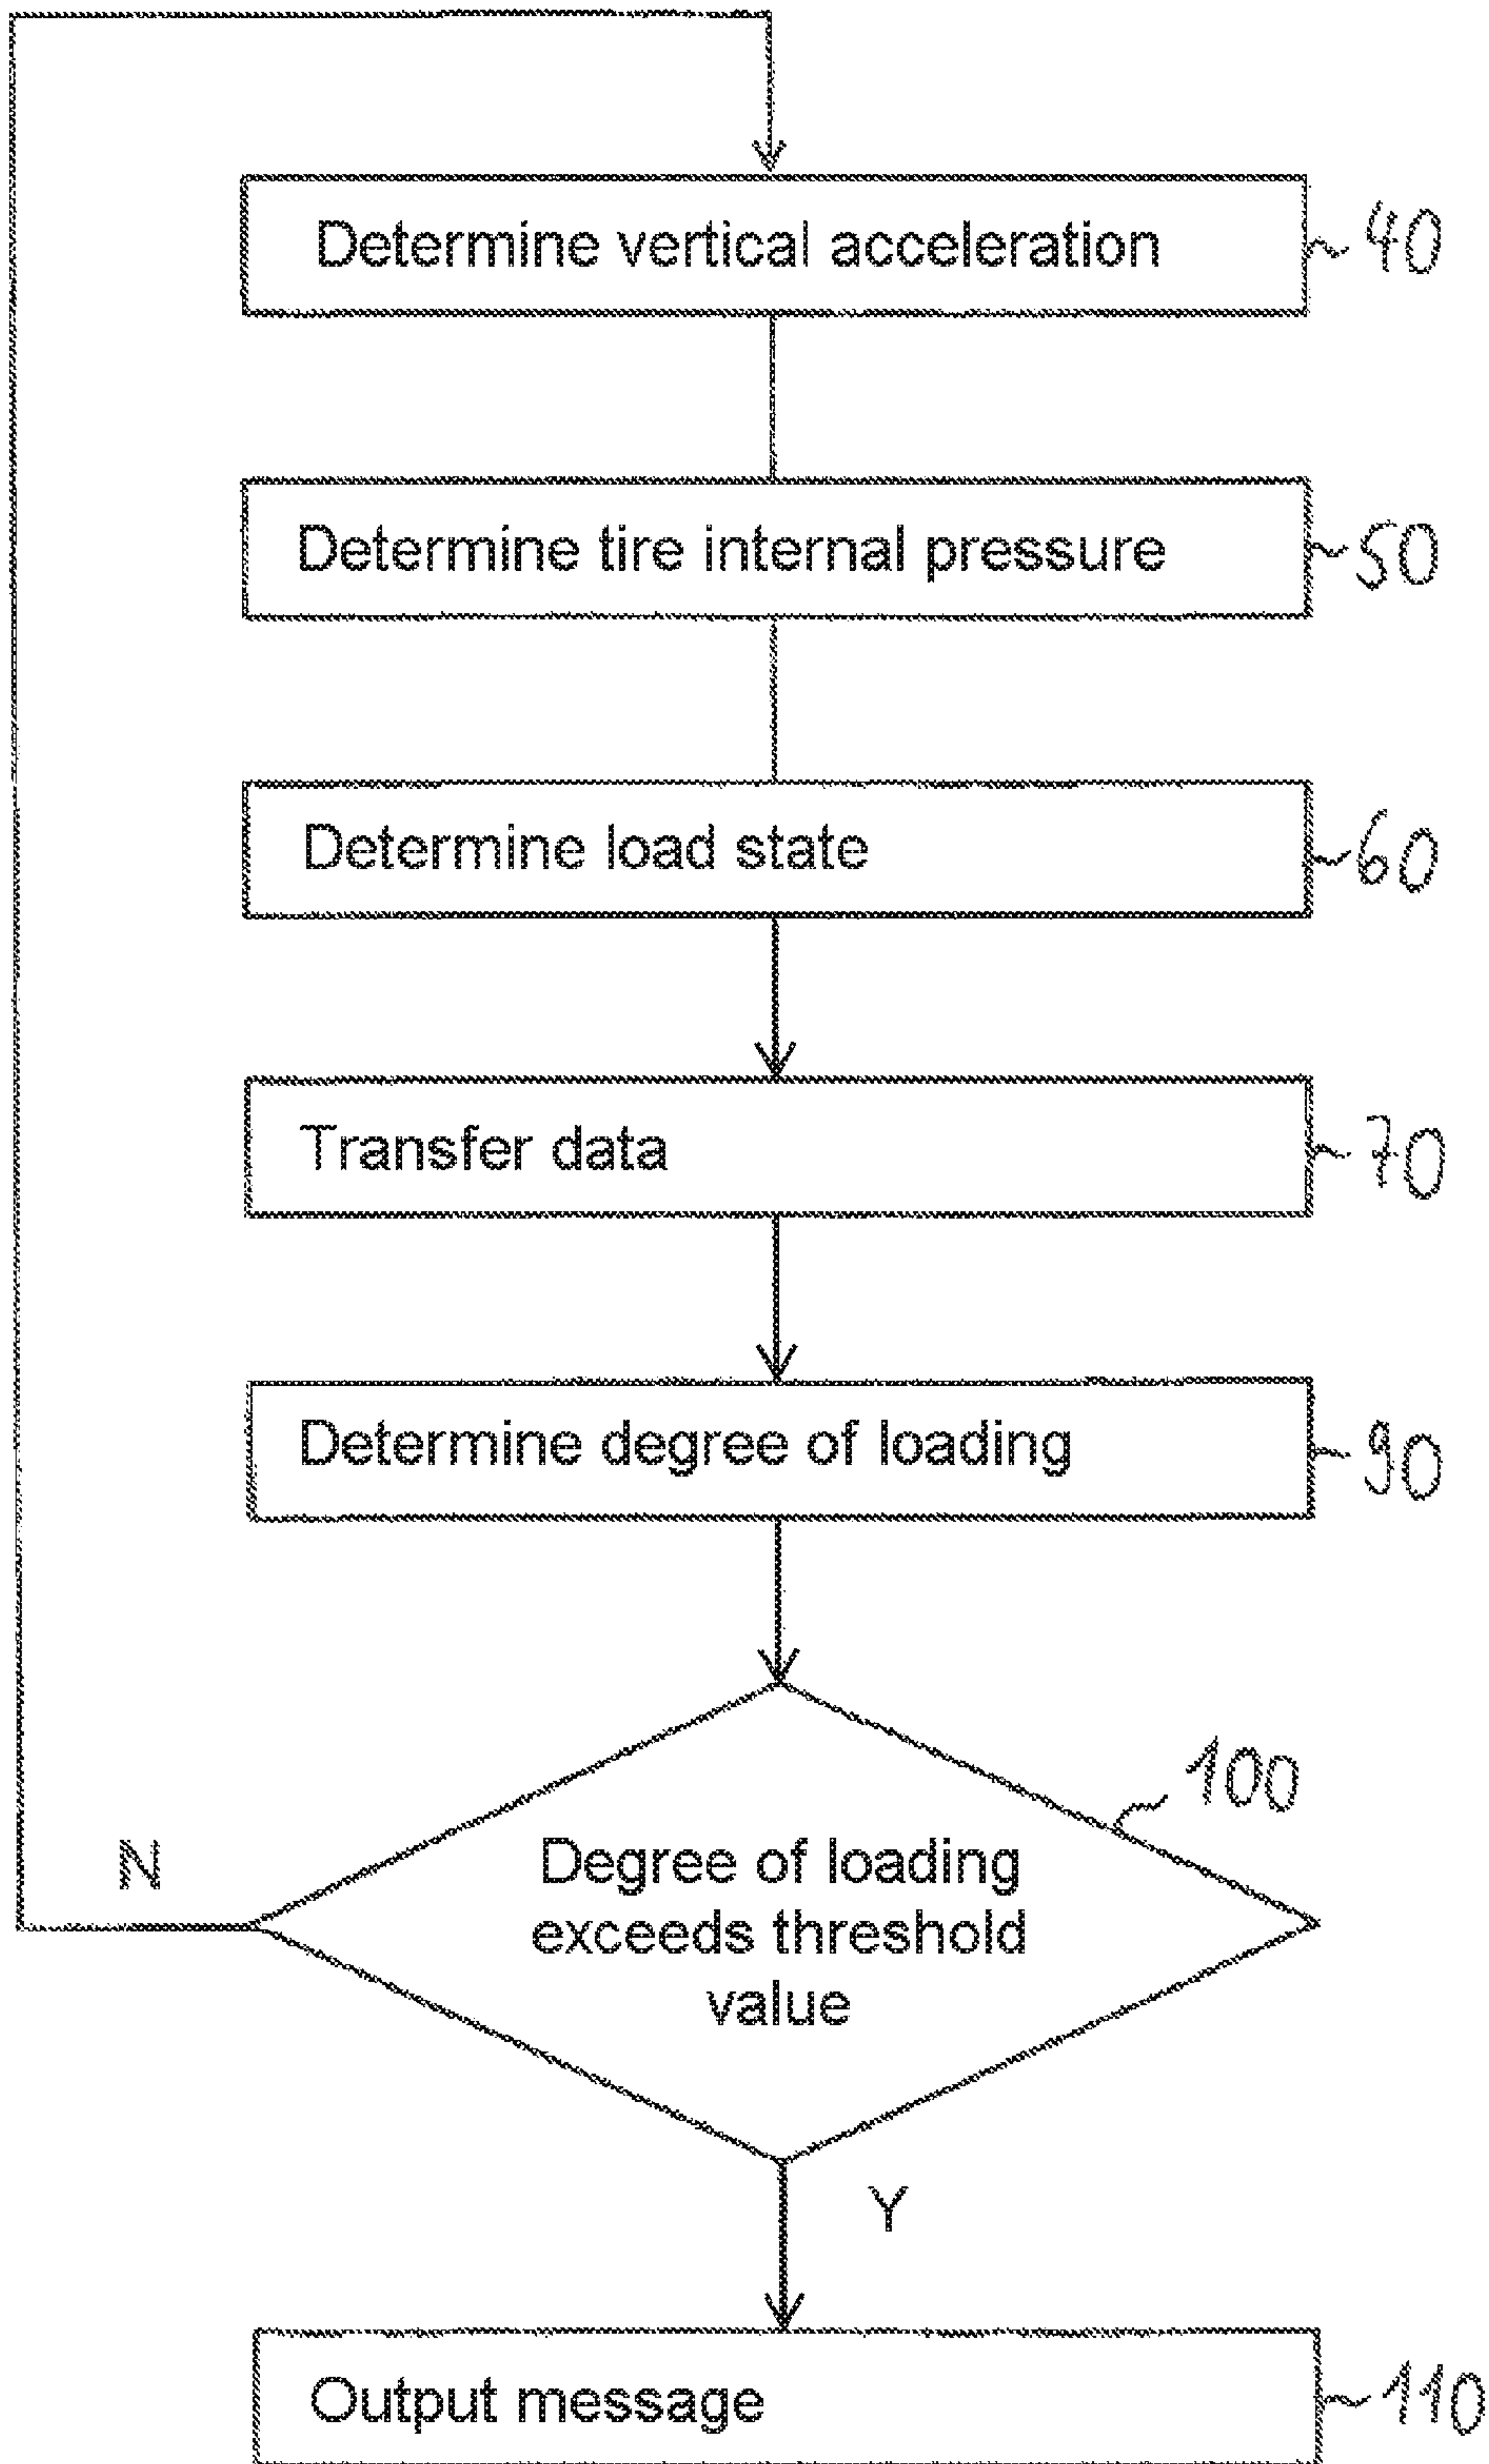 Determine vertical acceleration
40
Determine tire internal pressure
50
Determine load state
60
Transfer data
70
Determine degree of loading
90
100
Degree of loading
exceeds threshold
value
N
Y
Output message
110